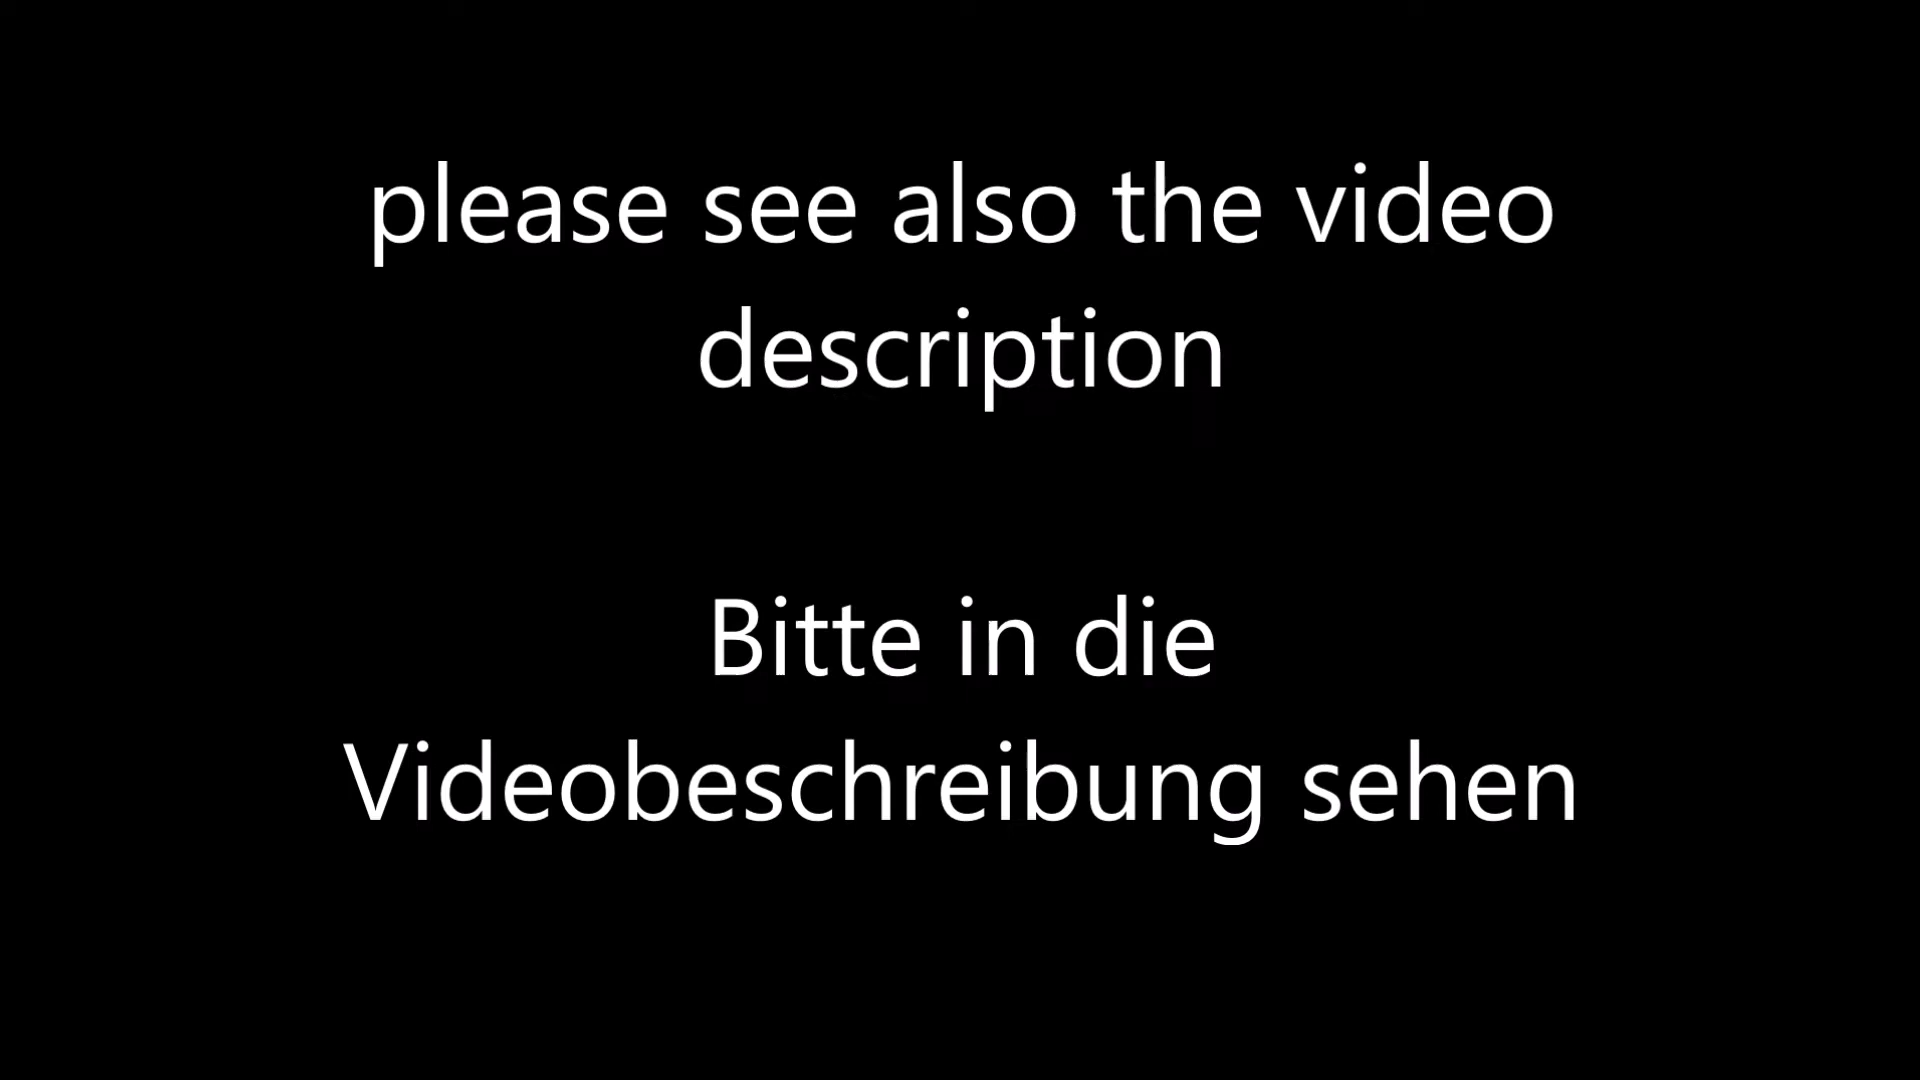 please see also the video
description
Bitte in die
Videobeschreibung sehen